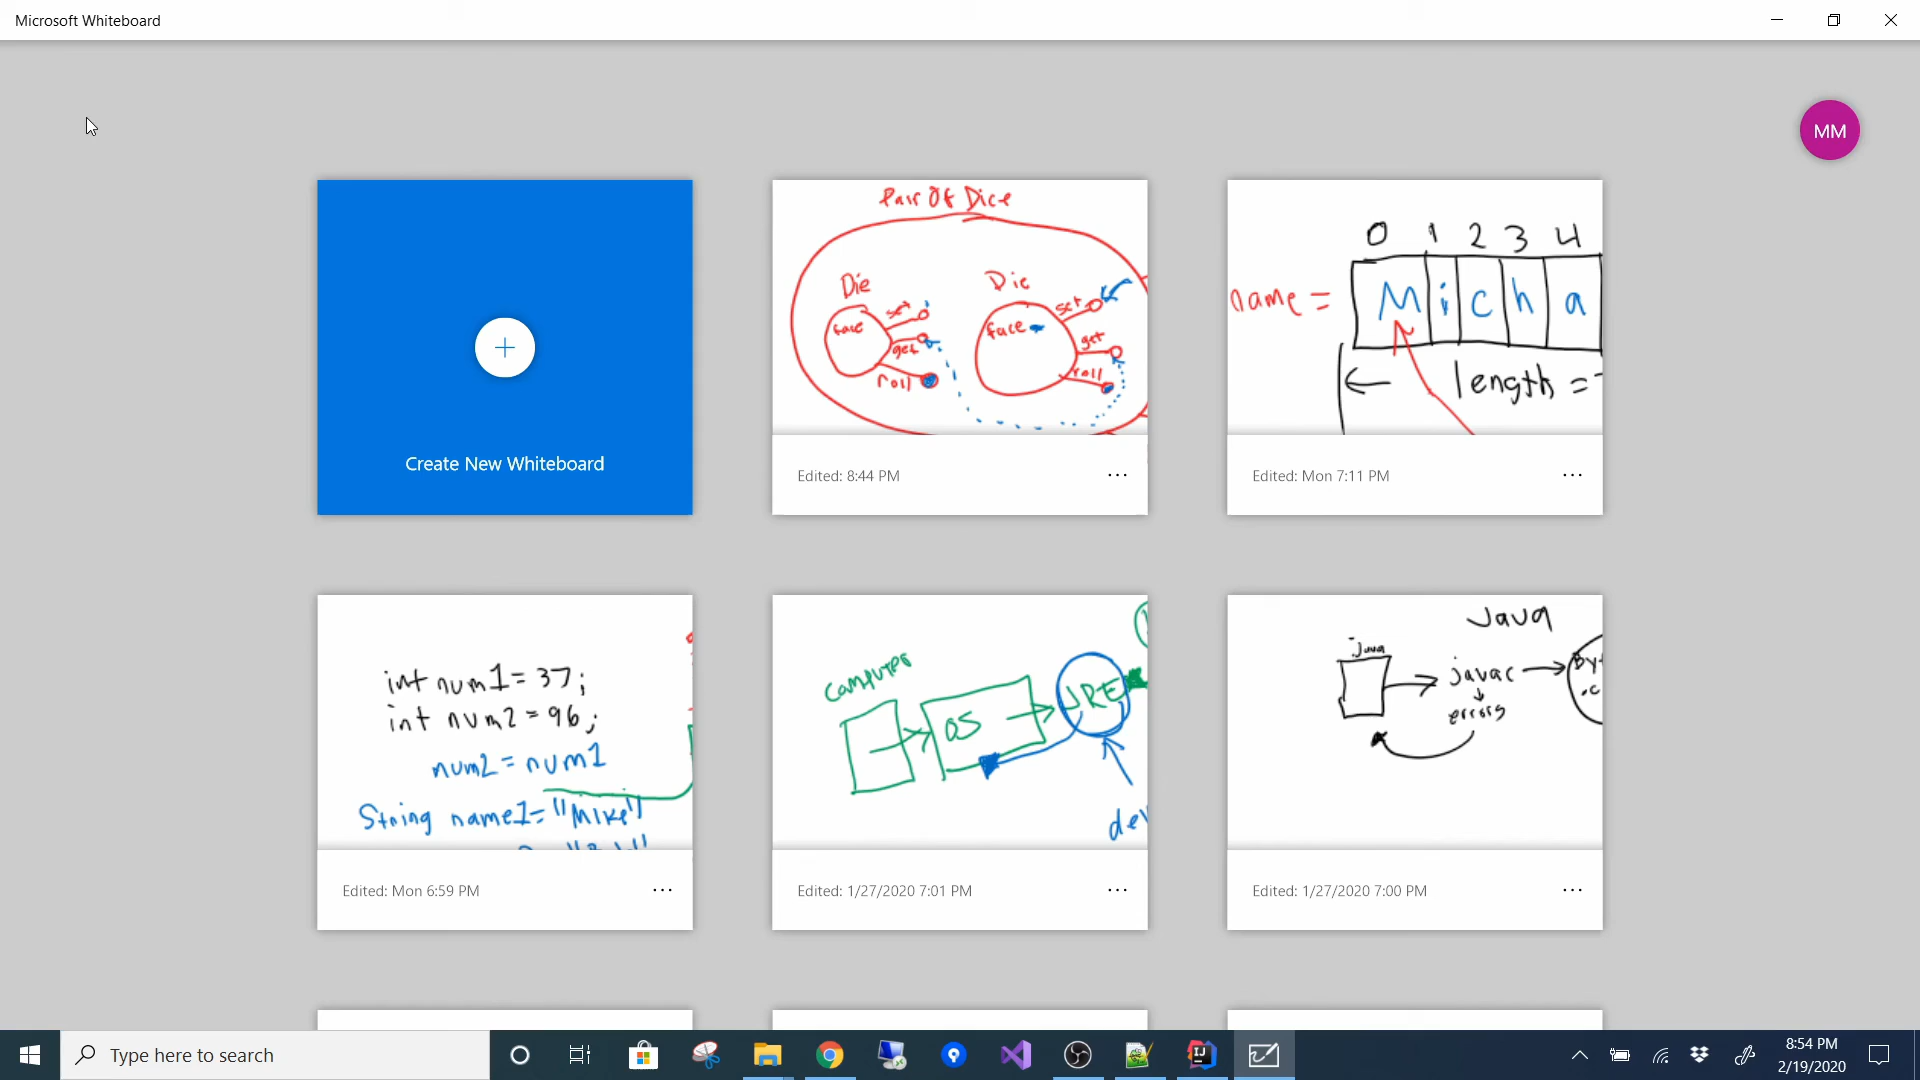 Microsoft Whiteboard
MM
Create New Whiteboard
Pair Of Dice
Die
face
get
roll
Die
face
set
get
roll
Edited: 8:44 PM
0 1 2 3 4
name = M i c h a
length =
Edited: Mon 7:11 PM
int num1 = 37;
int num2 = 96;
num2 = num1
String name1 = "Mike"
Edited: Mon 6:59 PM
Computer
OS
JRE
dev
Edited: 1/27/2020 7:01 PM
Java
.java
javac
errors
By
.c
Edited: 1/27/2020 7:00 PM
Type here to search
IJ
8:54 PM
2/19/2020